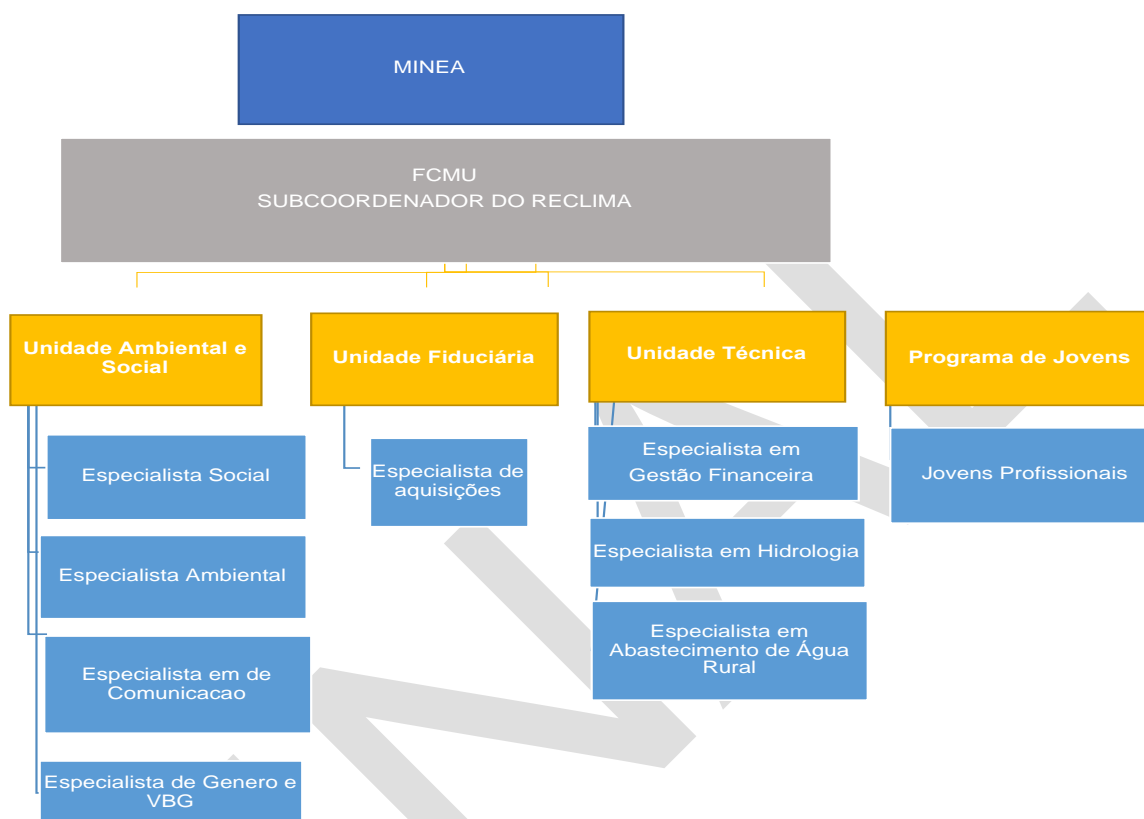 MINEA
FCMU
SUBCOORDENADOR DO RECLIMA
Unidade Ambiental e
Social
Unidade Fiduciária
Unidade Técnica
Programa de Jovens
Especialista Social
Especialista Ambiental
Especialista em de
Comunicacao
Especialista de Genero e
VBG
Especialista de
aquisições
Especialista em
Gestão Financeira
Especialista em Hidrologia
Especialista em
Abastecimento de Água
Rural
Jovens Profissionais